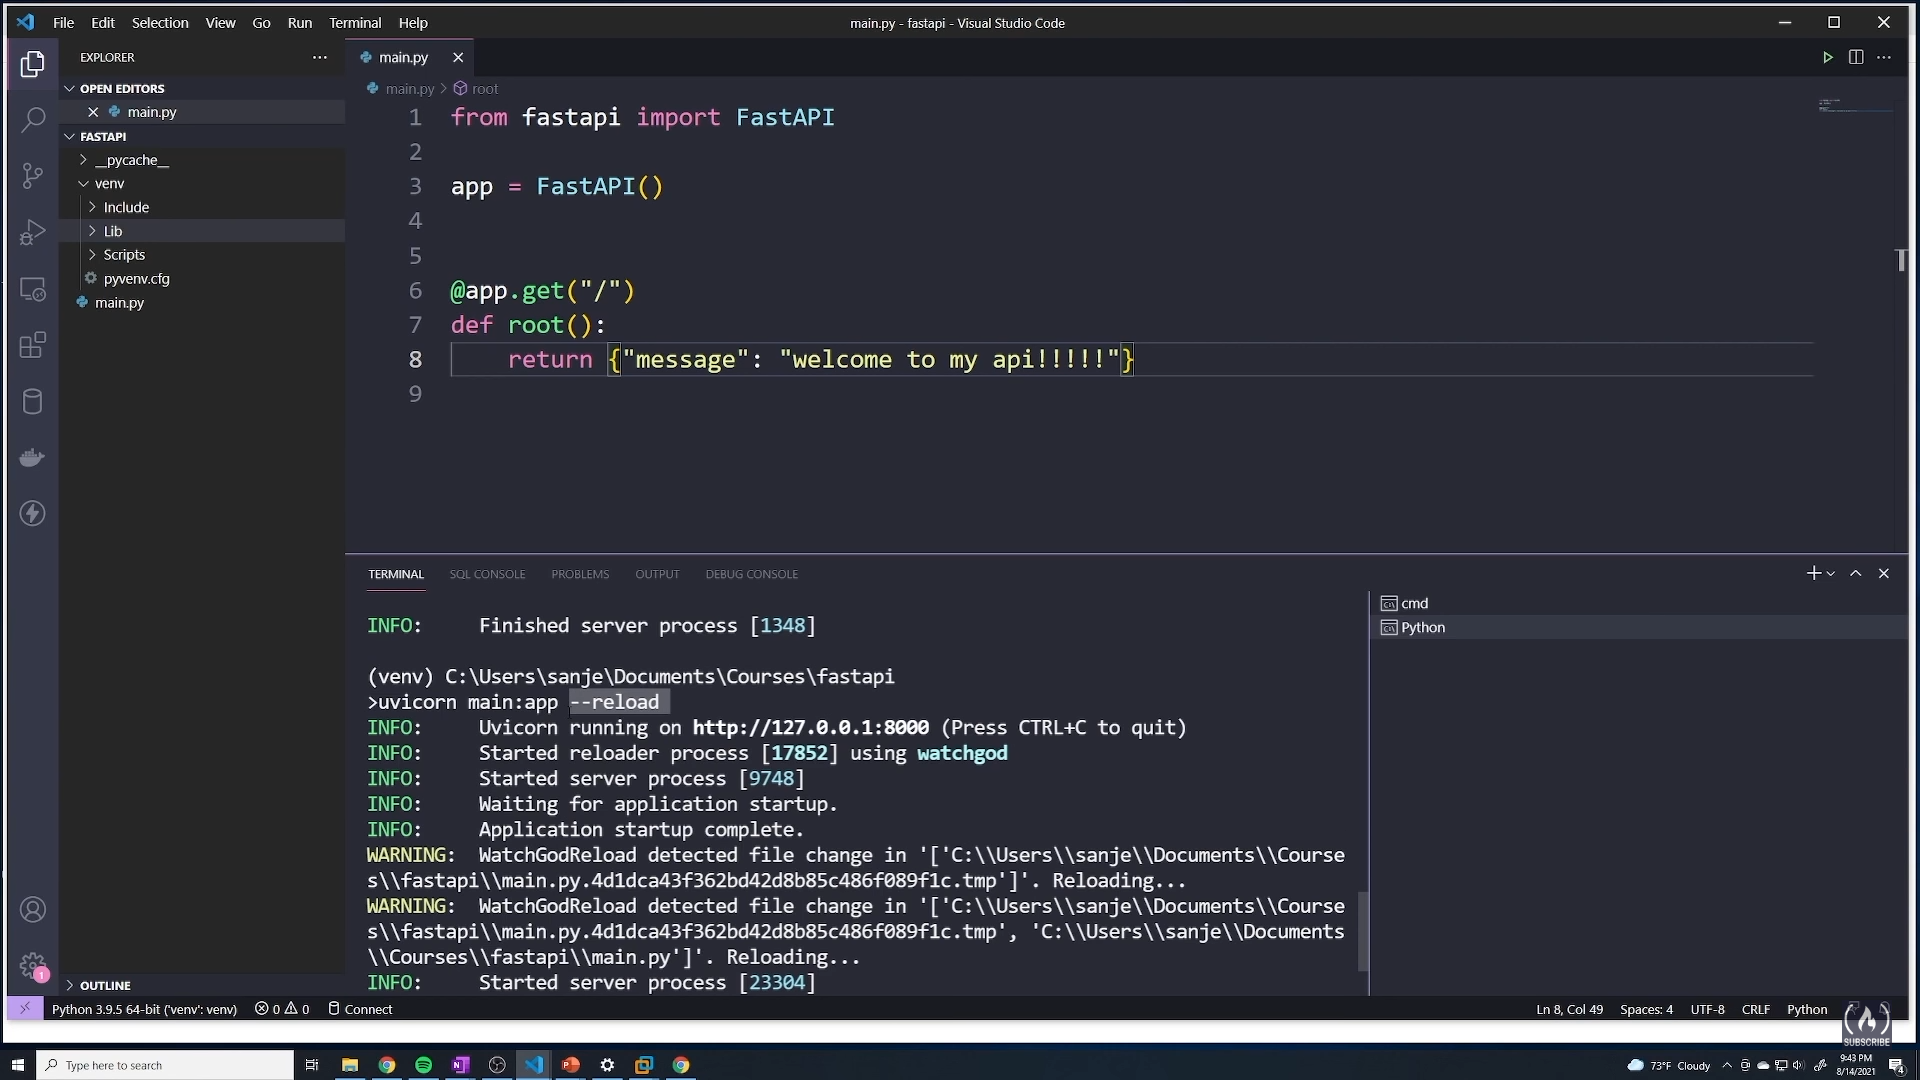 File Edit Selection View Go Run Terminal Help
main.py - fastapi - Visual Studio Code
EXPLORER
OPEN EDITORS
main.py
FASTAPI
__pycache__
venv
Include
Lib
Scripts
pyvenv.cfg
main.py
OUTLINE
main.py
main.py > root
1 from fastapi import FastAPI
2
3 app = FastAPI()
4
5
6 @app.get("/")
7 def root():
8 return {"message": "welcome to my api!!!!!"}
9
TERMINAL SQL CONSOLE PROBLEMS OUTPUT DEBUG CONSOLE
INFO: Finished server process [1348]
(venv) C:\Users\sanje\Documents\Courses\fastapi
>uvicorn main:app --reload
INFO: Uvicorn running on http://127.0.0.1:8000 (Press CTRL+C to quit)
INFO: Started reloader process [17852] using watchgod
INFO: Started server process [9748]
INFO: Waiting for application startup.
INFO: Application startup complete.
WARNING: WatchGodReload detected file change in '['C:\\Users\\sanje\\Documents\\Course
s\\fastapi\\main.py.4d1dca43f362bd42d8b85c486f089f1c.tmp']'. Reloading...
WARNING: WatchGodReload detected file change in '['C:\\Users\\sanje\\Documents\\Course
s\\fastapi\\main.py.4d1dca43f362bd42d8b85c486f089f1c.tmp', 'C:\\Users\\sanje\\Documents
\\Courses\\fastapi\\main.py']'. Reloading...
INFO: Started server process [23304]
cmd
Python
1
Python 3.9.5 64-bit ('venv': venv) 0 0 Connect
Ln 8, Col 49 Spaces: 4 UTF-8 CRLF Python
SUBSCRIBE
Type here to search
73°F Cloudy
9:43 PM
8/14/2021
4